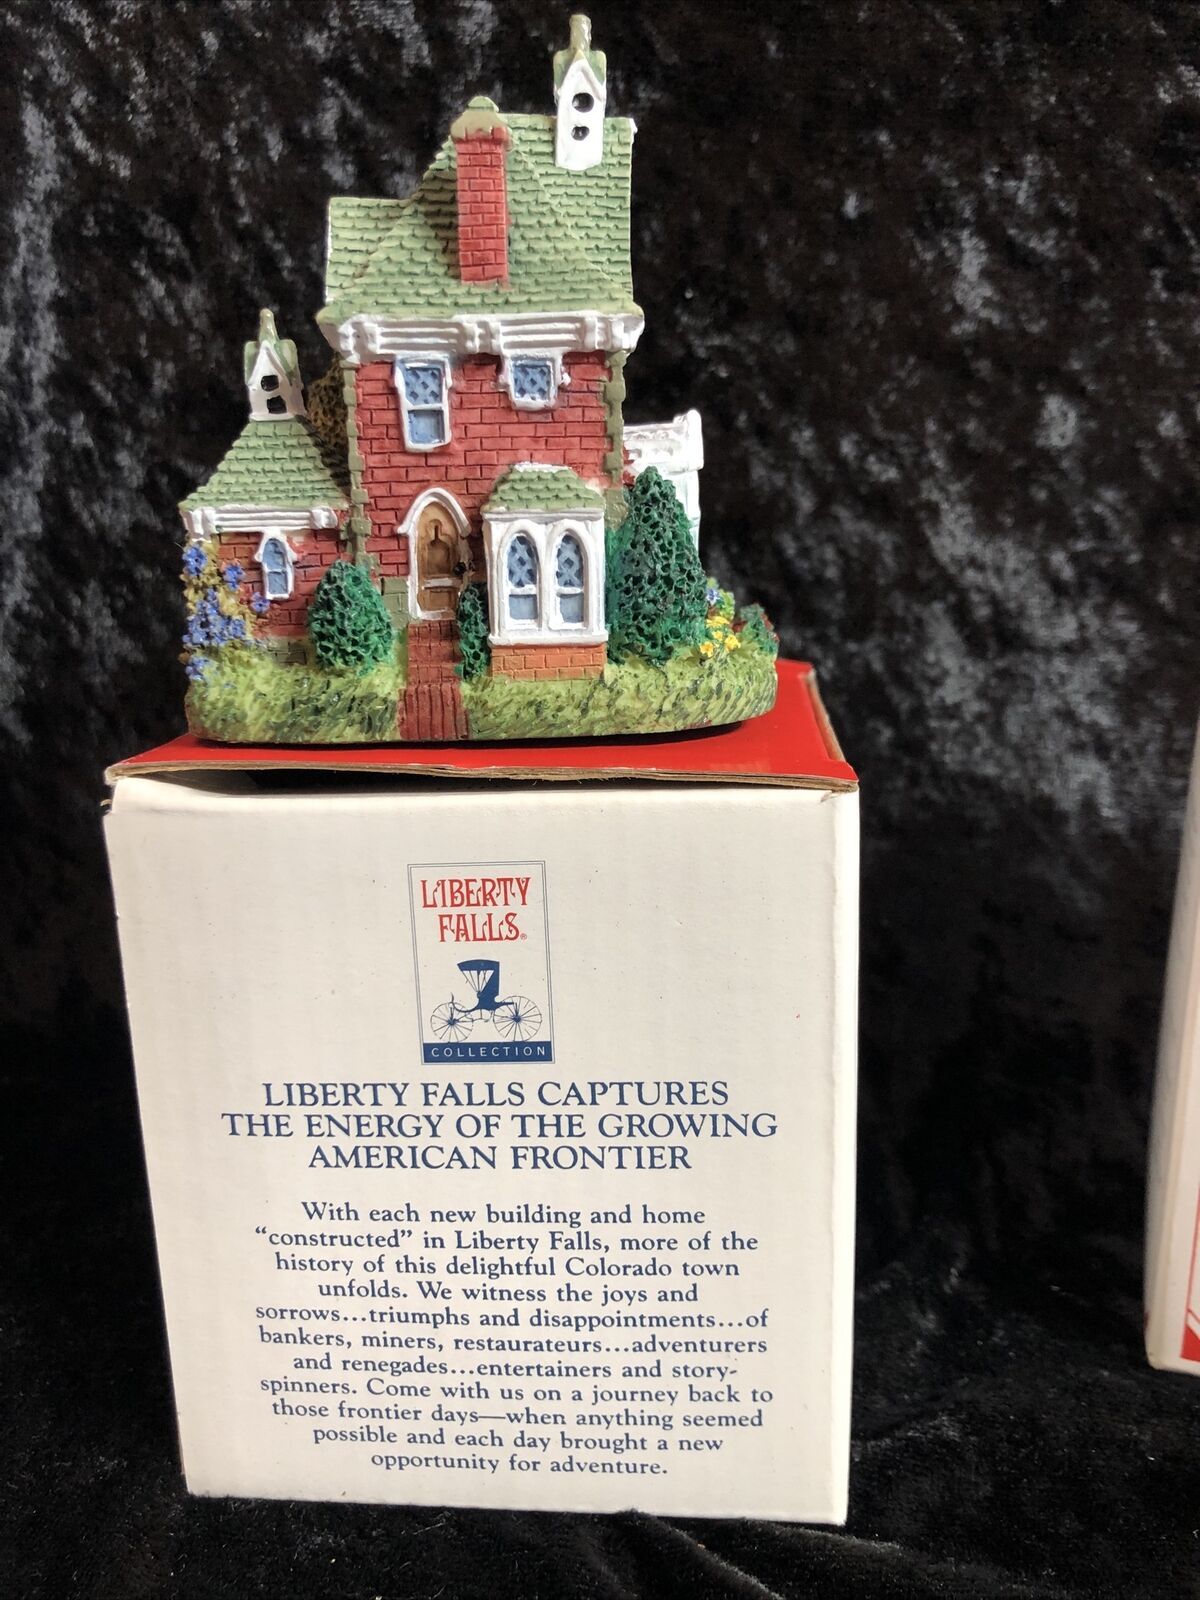 LIBERTY
FALLS®
COLLECTION
LIBERTY FALLS CAPTURES
THE ENERGY OF THE GROWING
AMERICAN FRONTIER
With each new building and home
“constructed” in Liberty Falls, more of the
history of this delightful Colorado town
unfolds. We witness the joys and
sorrows...triumphs and disappointments...of
bankers, miners, restaurateurs...adventurers
and renegades...entertainers and story-
spinners. Come with us on a journey back to
those frontier days—when anything seemed
possible and each day brought a new
opportunity for adventure.